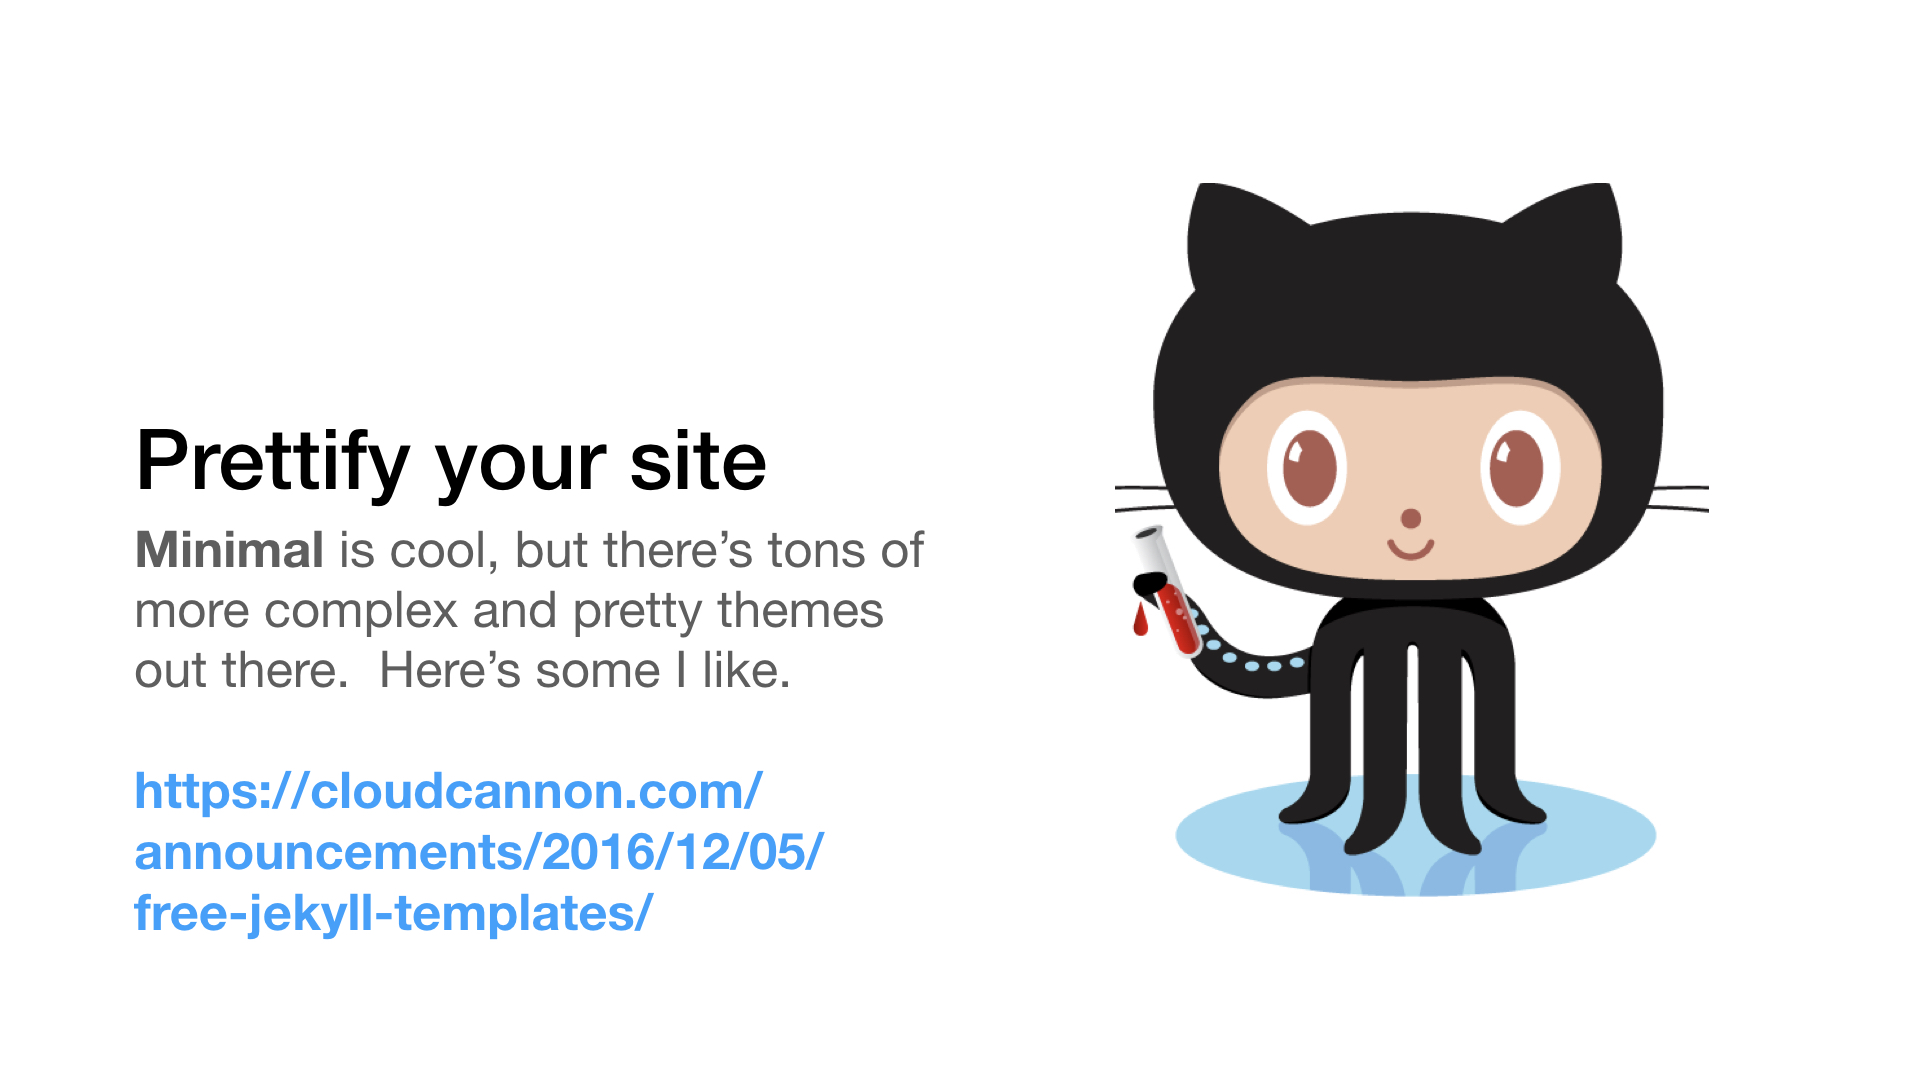 Prettify your site
Minimal is cool, but there’s tons of
more complex and pretty themes
out there.  Here’s some I like.
https://cloudcannon.com/
announcements/2016/12/05/
free-jekyll-templates/